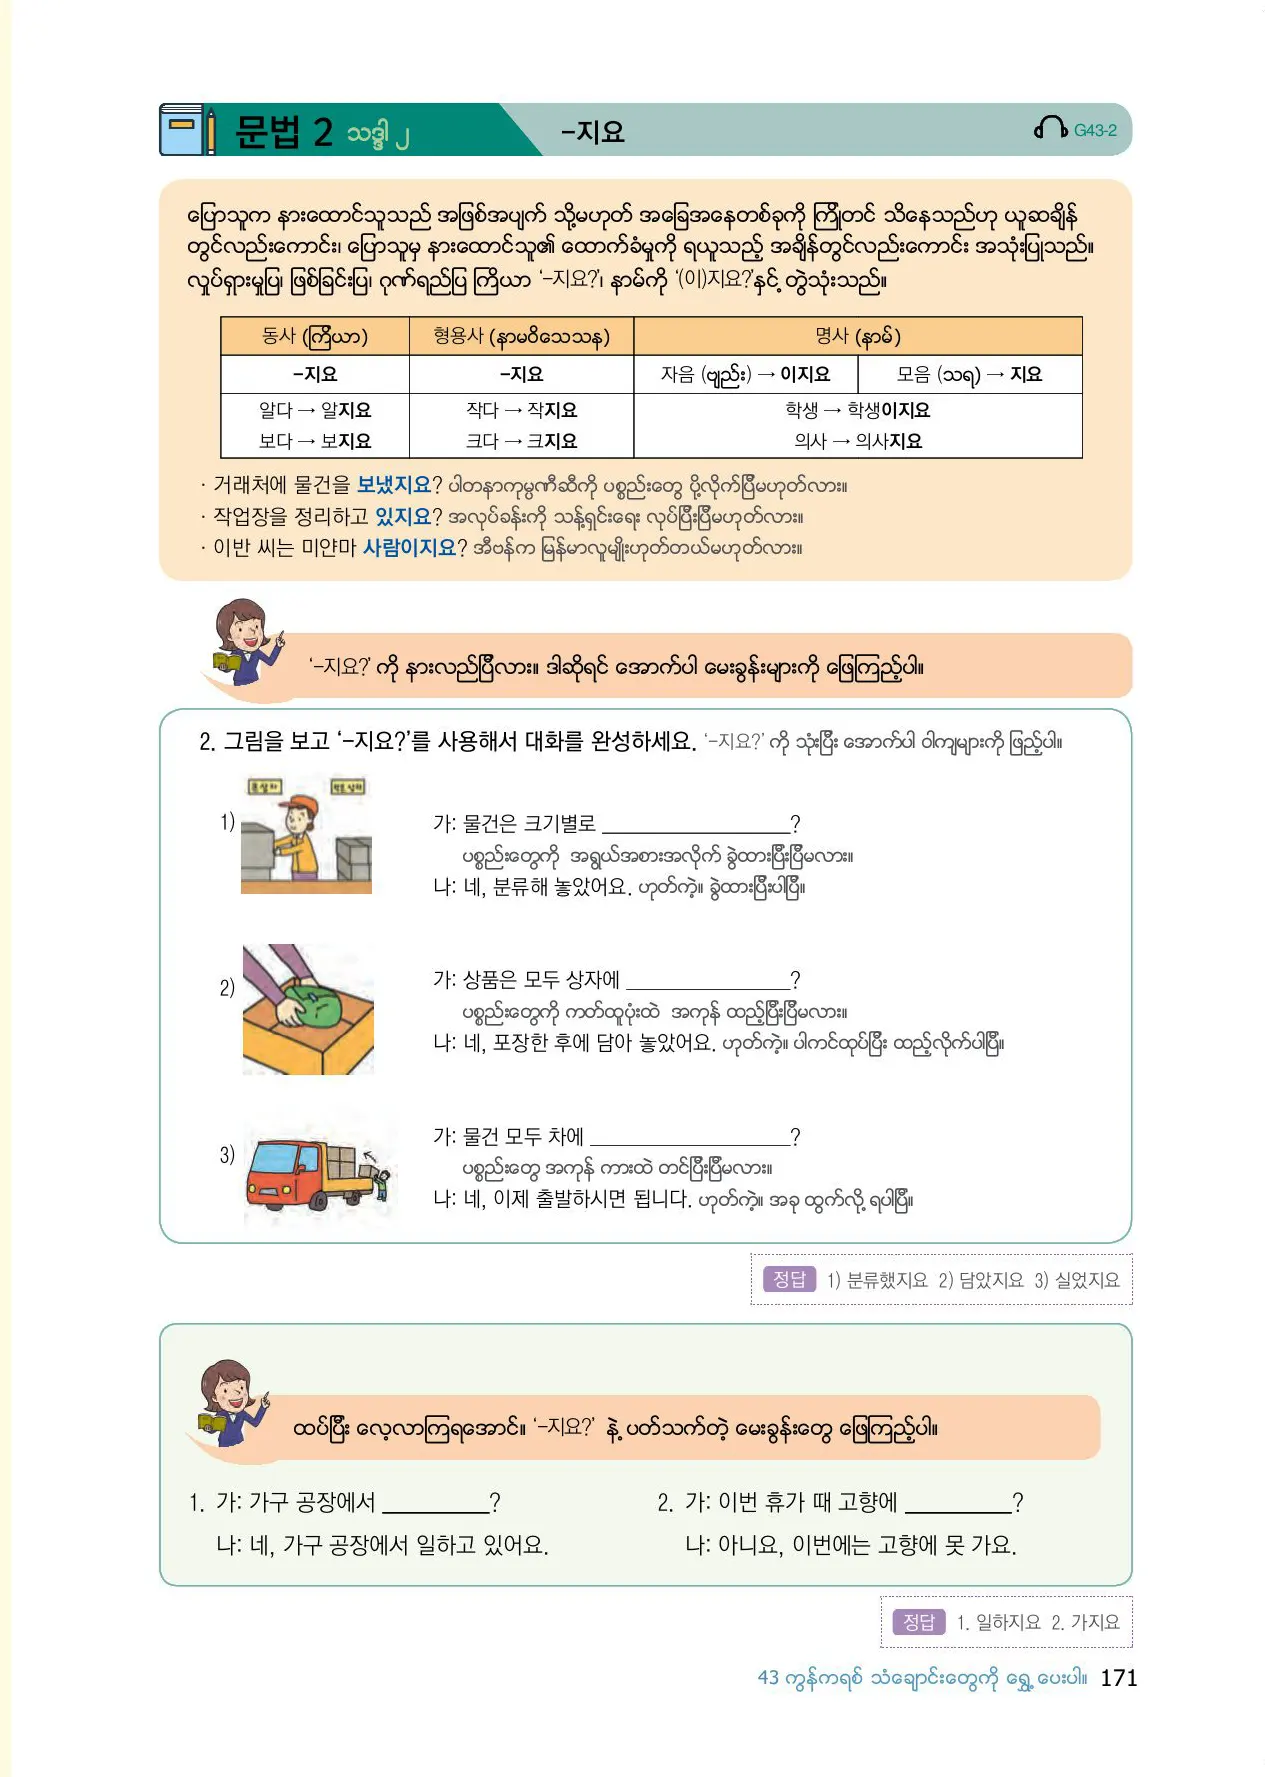 문법 2 သဒ္ဒါ ၂ -지요 G43-2
ပြောသူက နားထောင်သူသည် အဖြစ်အပျက် သို့မဟုတ် အခြေအနေတစ်ခုကို ကြိုတင် သိနေသည်ဟု ယူဆချိန်
တွင်လည်းကောင်း၊ ပြောသူမှ နားထောင်သူ၏ ထောက်ခံမှုကို ရယူသည့် အချိန်တွင်လည်းကောင်း အသုံးပြုသည်။
လှုပ်ရှားမှုပြ၊ ဖြစ်ခြင်းပြ၊ ဂုဏ်ရည်ပြ ကြိယာ ‘-지요?’၊ နာမ်ကို ‘(이)지요?’နှင့် တွဲသုံးသည်။
동사 (ကြိယာ) 형용사 (နာမဝိသေသန) 명사 (နာမ်)
-지요 -지요 자음 (ဗျည်း) → 이지요 모음 (သရ) → 지요
알다 → 알지요 작다 → 작지요 학생 → 학생이지요
보다 → 보지요 크다 → 크지요 의사 → 의사지요
· 거래처에 물건을 보냈지요? ပါတနာကုမ္ပဏီဆီကို ပစ္စည်းတွေ ပို့လိုက်ပြီမဟုတ်လား။
· 작업장을 정리하고 있지요? အလုပ်ခန်းကို သန့်ရှင်းရေး လုပ်ပြီးပြီမဟုတ်လား။
· 이반 씨는 미얀마 사람이지요? အီဗန်က မြန်မာလူမျိုးဟုတ်တယ်မဟုတ်လား။
‘-지요?’ ကို နားလည်ပြီလား။ ဒါဆိုရင် အောက်ပါ မေးခွန်းများကို ဖြေကြည့်ပါ။
2. 그림을 보고 ‘-지요?’를 사용해서 대화를 완성하세요. ‘-지요?’ ကို သုံးပြီး အောက်ပါ ဝါကျများကို ဖြည့်ပါ။
1)
가: 물건은 크기별로 __________________?
ပစ္စည်းတွေကို အရွယ်အစားအလိုက် ခွဲထားပြီးပြီမလား။
나: 네, 분류해 놓았어요. ဟုတ်ကဲ့။ ခွဲထားပြီးပါပြီ။
2)
가: 상품은 모두 상자에 ________________?
ပစ္စည်းတွေကို ကတ်ထူပုံးထဲ အကုန် ထည့်ပြီးပြီမလား။
나: 네, 포장한 후에 담아 놓았어요. ဟုတ်ကဲ့။ ပါကင်ထုပ်ပြီး ထည့်လိုက်ပါပြီ။
3)
가: 물건 모두 차에 ___________________?
ပစ္စည်းတွေ အကုန် ကားထဲ တင်ပြီးပြီမလား။
나: 네, 이제 출발하시면 됩니다. ဟုတ်ကဲ့။ အခု ထွက်လို့ ရပါပြီ။
정답 1) 분류했지요 2) 담았지요 3) 실었지요
ထပ်ပြီး လေ့လာကြရအောင်။ ‘-지요?’ နဲ့ ပတ်သက်တဲ့ မေးခွန်းတွေ ဖြေကြည့်ပါ။
1. 가: 가구 공장에서 __________?
나: 네, 가구 공장에서 일하고 있어요.
2. 가: 이번 휴가 때 고향에 __________?
나: 아니요, 이번에는 고향에 못 가요.
정답 1. 일하지요 2. 가지요
43 ကွန်ကရစ် သံချောင်းတွေကို ရွှေ့ ပေးပါ။ 171